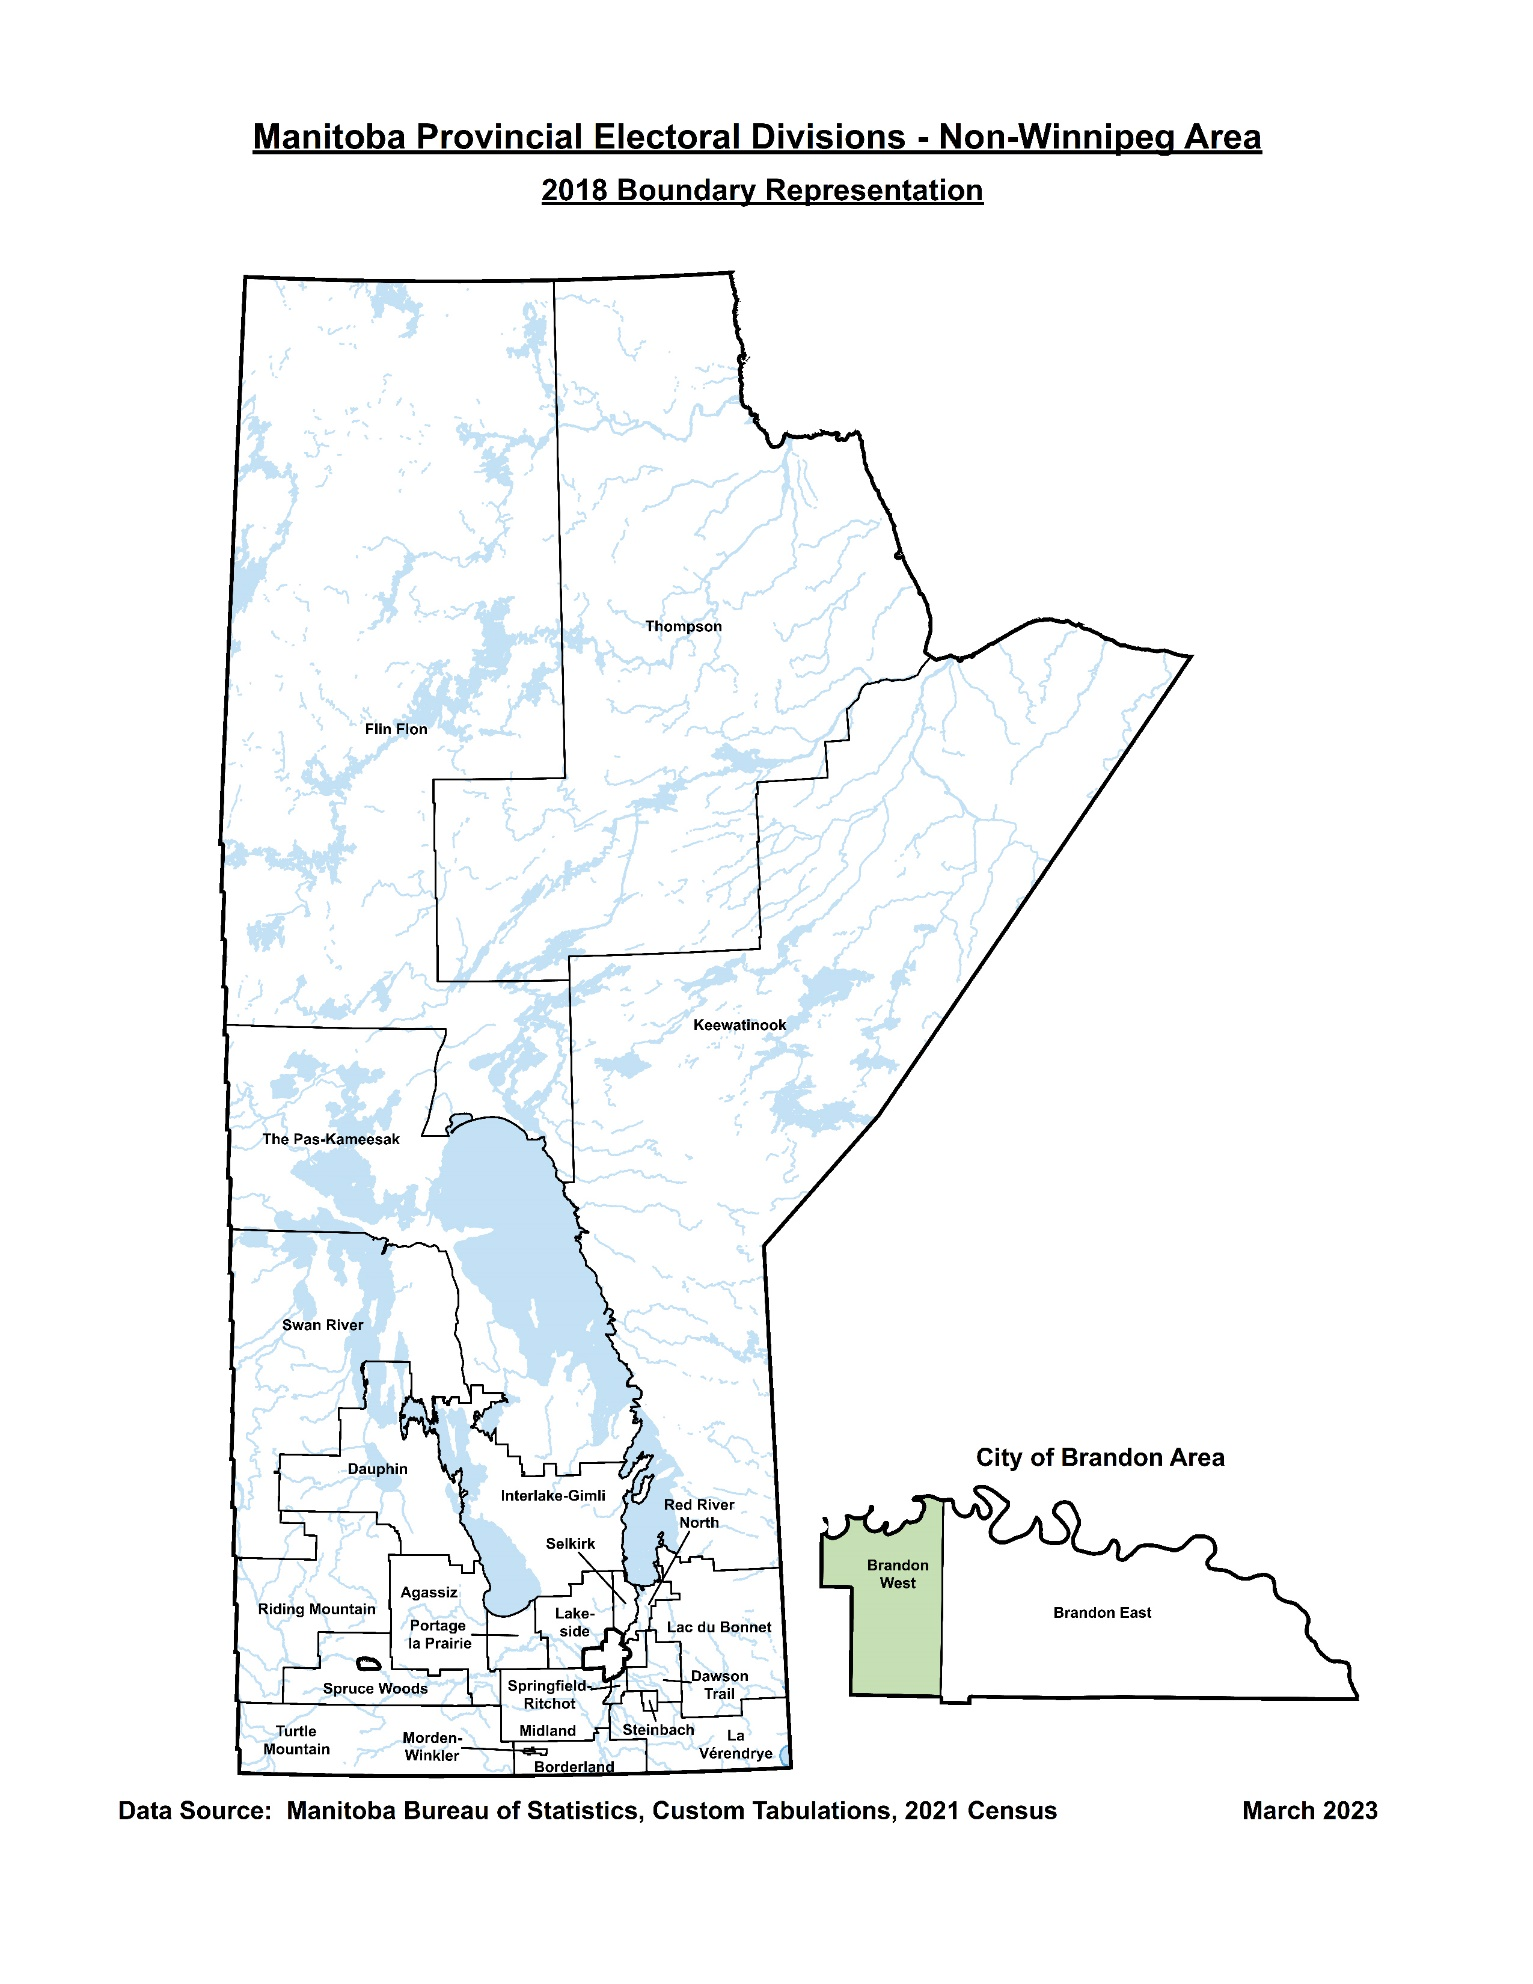 Manitoba Provincial Electoral Divisions - Non-Winnipeg Area
2018 Boundary Representation
Thompson
Flin Flon
Keewatinook
The Pas-Kameesak
Swan River
Dauphin
Interlake-Gimli
Red River
North
Selkirk
Agassiz
Riding Mountain
Portage
la Prairie
Lake-
side
Lac du Bonnet
Spruce Woods
Springfield-
Ritchot
Dawson
Trail
Turtle
Mountain
Morden-
Winkler
Midland
Steinbach
La
Vérendrye
Borderland
City of Brandon Area
Brandon
West
Brandon East
Data Source: Manitoba Bureau of Statistics, Custom Tabulations, 2021 Census
March 2023